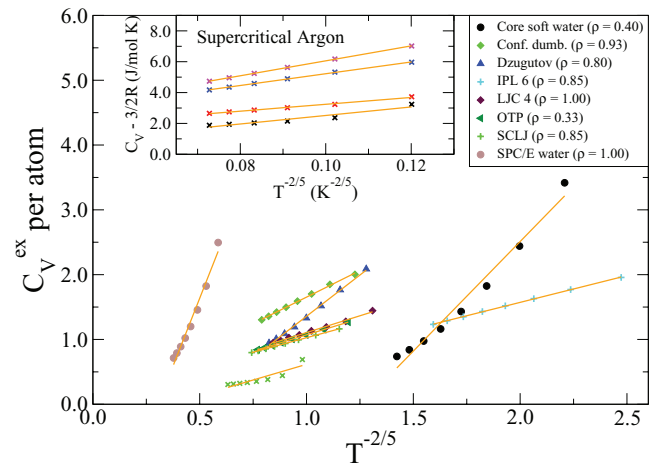 Supercritical Argon
C_V - 3/2R (J/mol K)
8.0
6.0
4.0
2.0
0.0
0.08
0.10
0.12
T^{-2/5} (K^{-2/5})
Core soft water (ρ = 0.40)
Conf. dumb. (ρ = 0.93)
Dzugutov (ρ = 0.80)
IPL 6 (ρ = 0.85)
LJC 4 (ρ = 1.00)
OTP (ρ = 0.33)
SCLJ (ρ = 0.85)
SPC/E water (ρ = 1.00)
C_V^{ex} per atom
6.0
5.0
4.0
3.0
2.0
1.0
0.0
0.0
0.5
1.0
1.5
2.0
2.5
T^{-2/5}